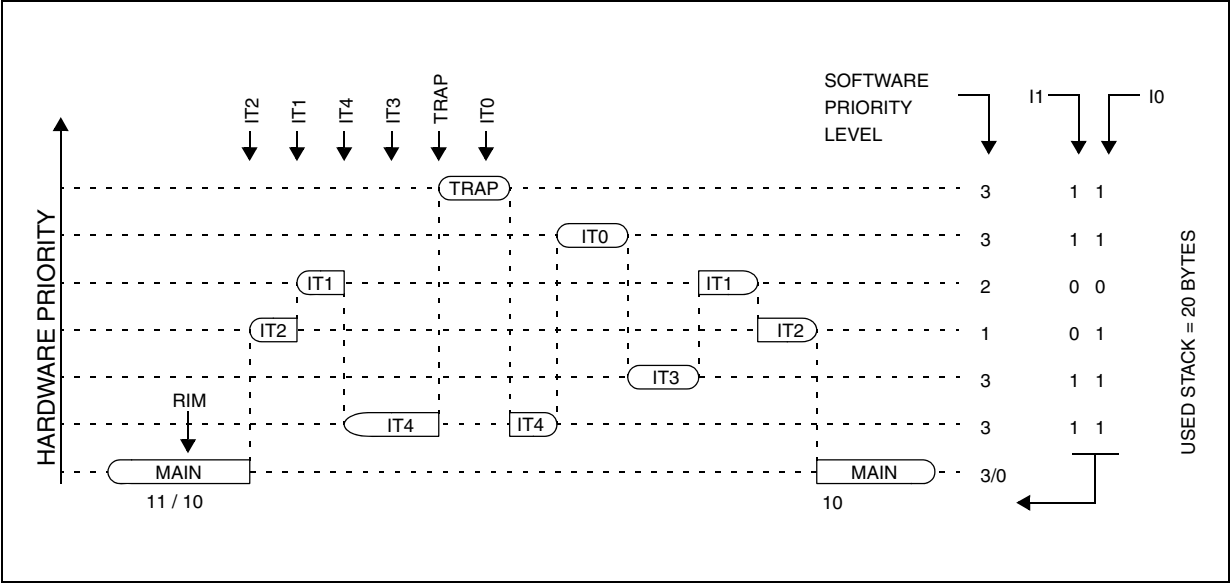 IT2
IT1
IT4
IT3
TRAP
IT0
SOFTWARE
PRIORITY
LEVEL
I1
I0
HARDWARE PRIORITY
TRAP
3
1 1
IT0
3
1 1
IT1
IT1
2
0 0
IT2
IT2
1
0 1
IT3
3
1 1
RIM
IT4
IT4
3
1 1
MAIN
MAIN
3/0
11 / 10
10
USED STACK = 20 BYTES